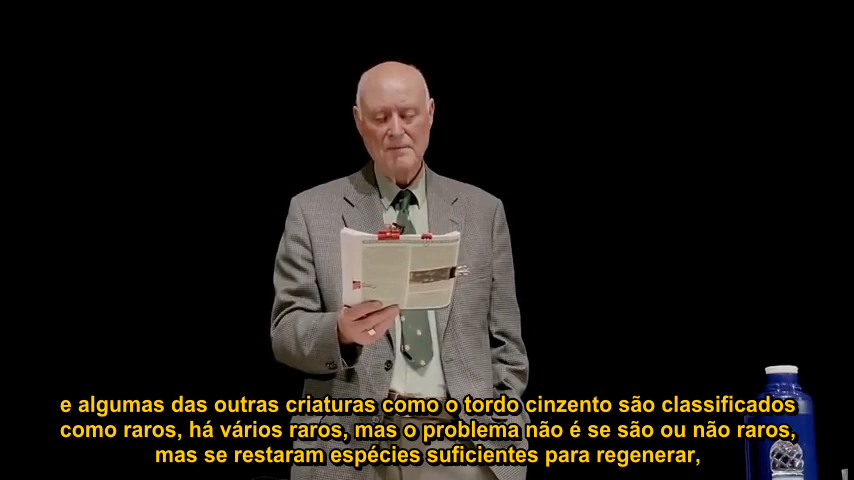 e algumas das outras criaturas como o tordo cinzento são classificados
como raros, há vários raros, mas o problema não é se são ou não raros,
mas se restaram espécies suficientes para regenerar,